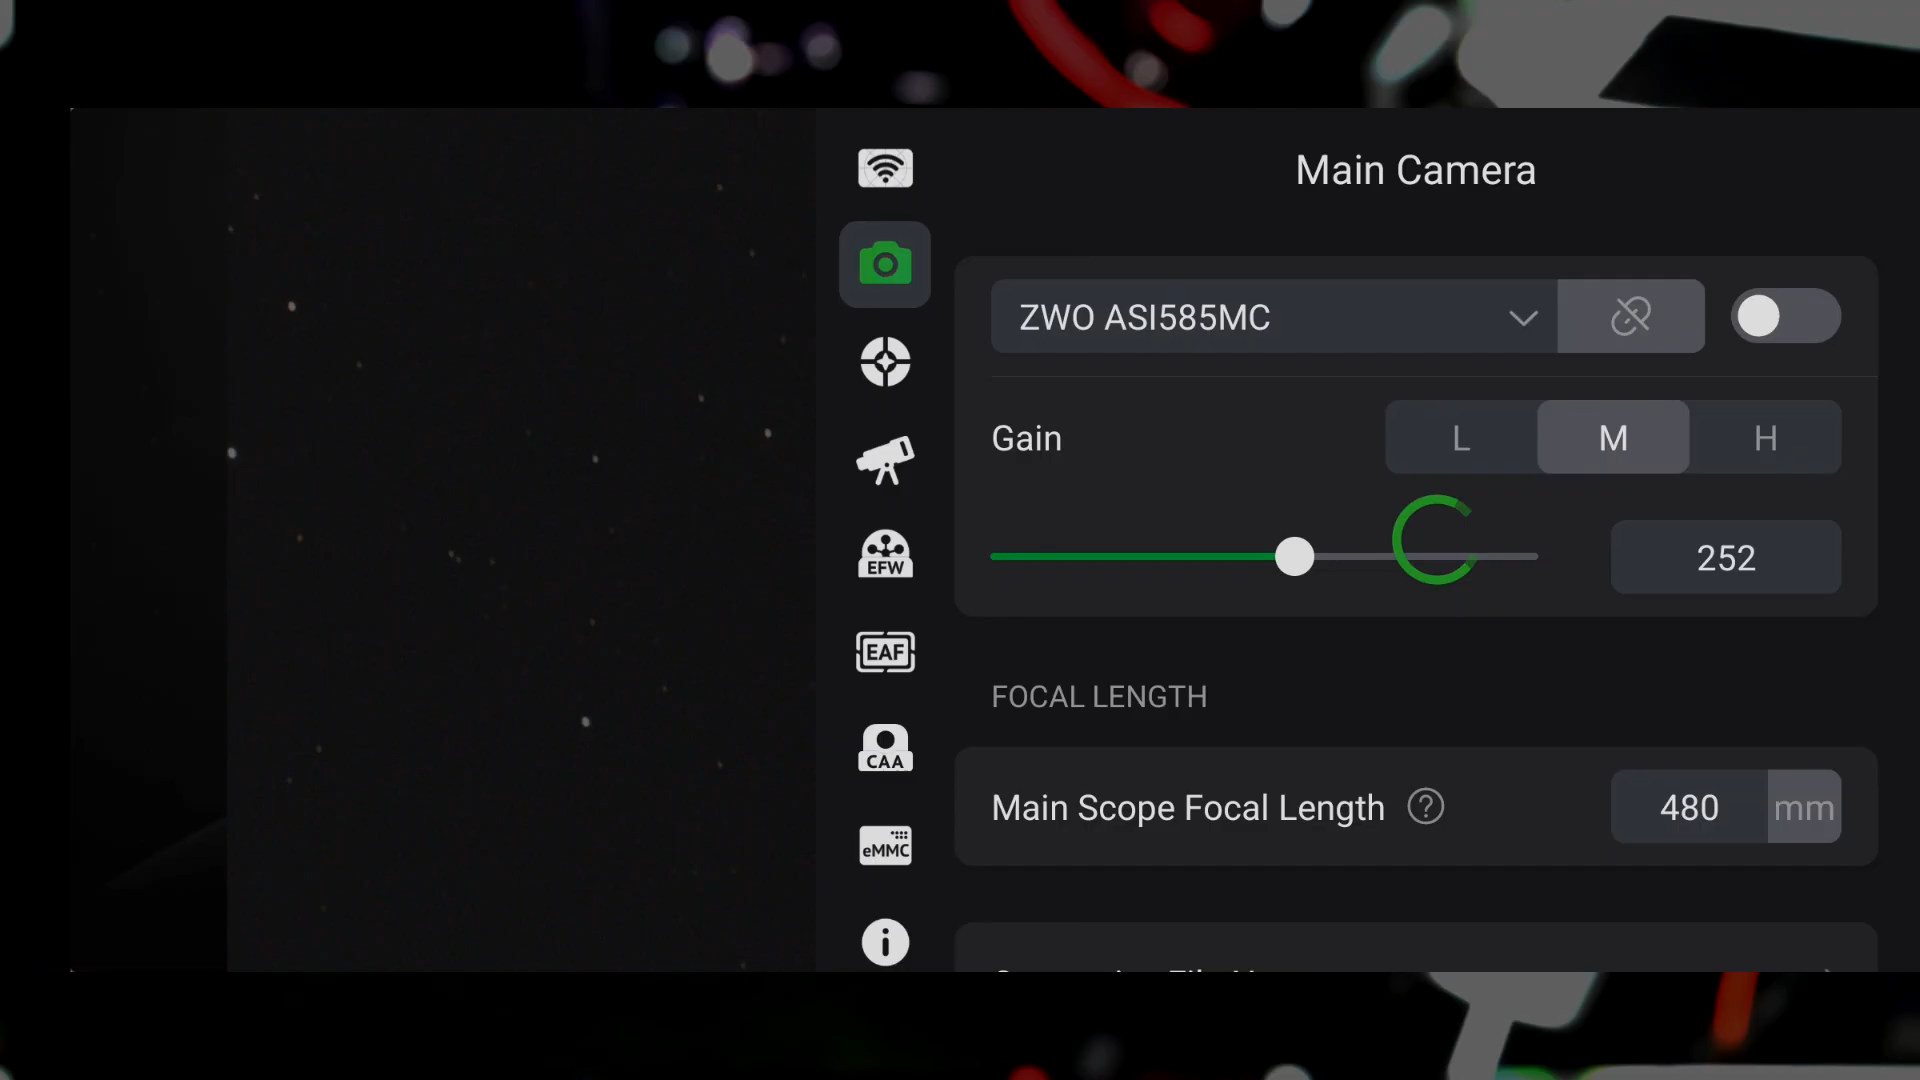 Main Camera
ZWO ASI585MC
Gain
L
M
H
252
EFW
EAF
FOCAL LENGTH
CAA
Main Scope Focal Length ?
480
mm
eMMC
i